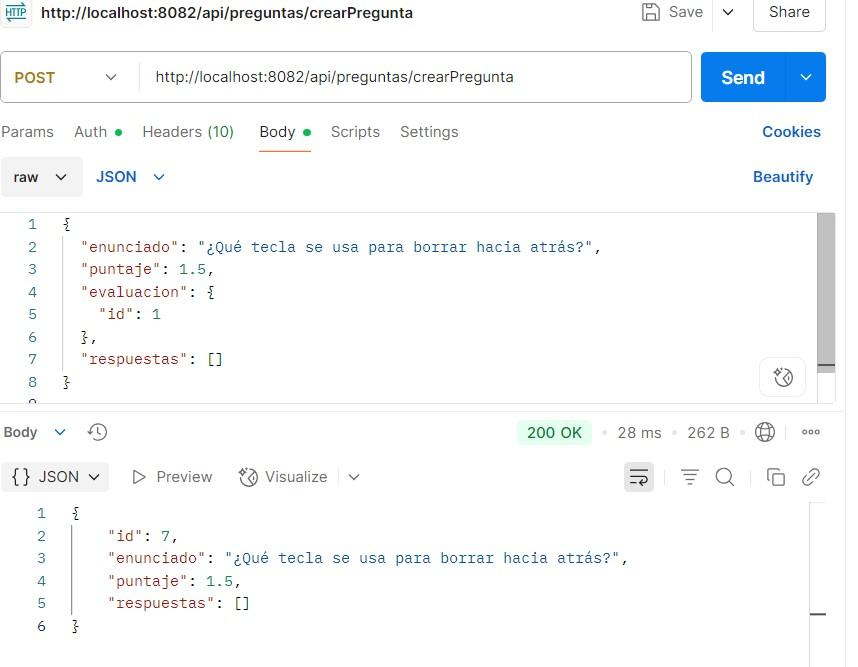 HTTP http://localhost:8082/api/preguntas/crearPregunta Save Share
POST http://localhost:8082/api/preguntas/crearPregunta Send
Params Auth Headers (10) Body Scripts Settings Cookies
raw JSON Beautify
1 {
2 "enunciado": "¿Qué tecla se usa para borrar hacia atrás?",
3 "puntaje": 1.5,
4 "evaluacion": {
5 "id": 1
6 },
7 "respuestas": []
8 }
9
Body 200 OK • 28 ms • 262 B •
{} JSON Preview Visualize
1 {
2 "id": 7,
3 "enunciado": "¿Qué tecla se usa para borrar hacia atrás?",
4 "puntaje": 1.5,
5 "respuestas": []
6 }